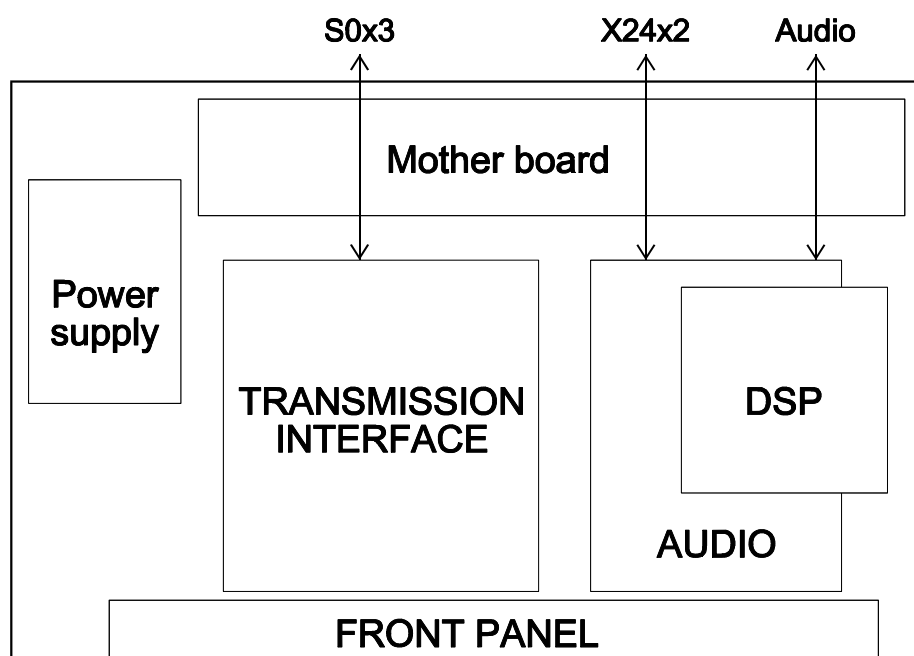 S0x3
X24x2
Audio
Mother board
Power
supply
TRANSMISSION
INTERFACE
DSP
AUDIO
FRONT PANEL